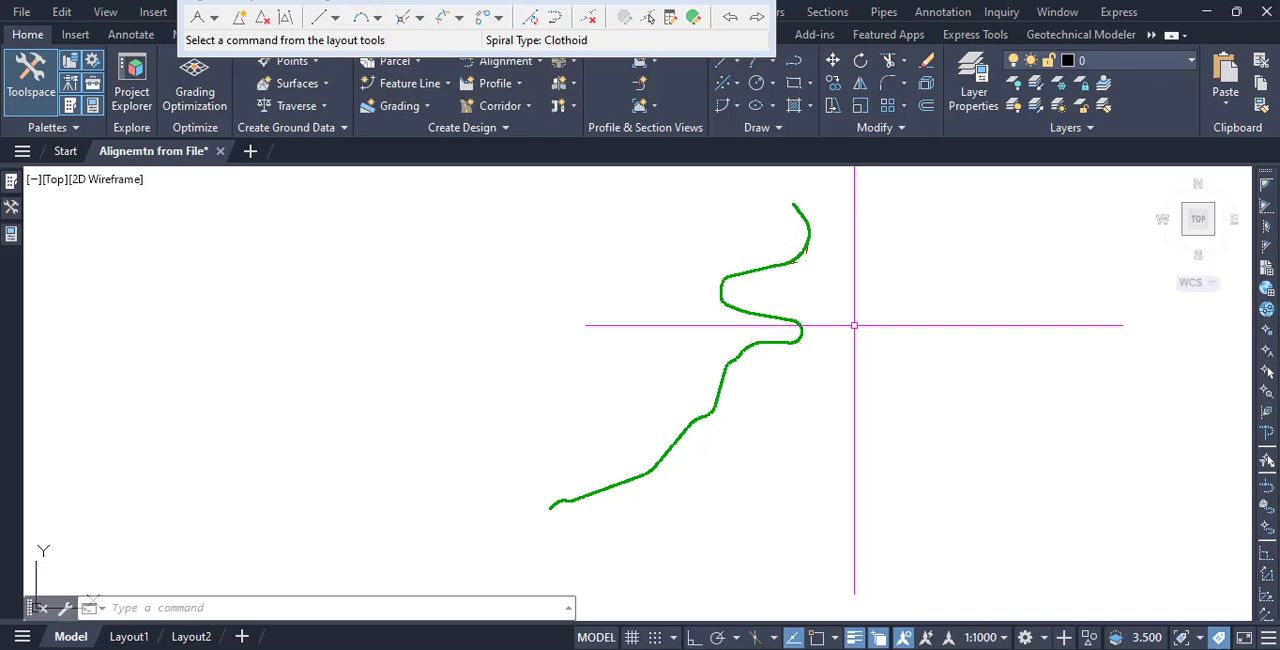 File Edit View Insert Sections Pipes Annotation Inquiry Window Express
Select a command from the layout tools Spiral Type: Clothoid
Home Insert Annotate Add-ins Featured Apps Express Tools Geotechnical Modeler
Toolspace
Project Explorer
Grading Optimization
Points Parcel Alignment
Surfaces Feature Line Profile
Traverse Grading Corridor
Layer Properties
0
Paste
Palettes Explore Optimize Create Ground Data Create Design Profile & Section Views Draw Modify Layers Clipboard
Start Alignemtn from File*
[−][Top][2D Wireframe]
N
W TOP E
S
WCS
Y
Type a command
Model Layout1 Layout2 MODEL 1:1000 3.500